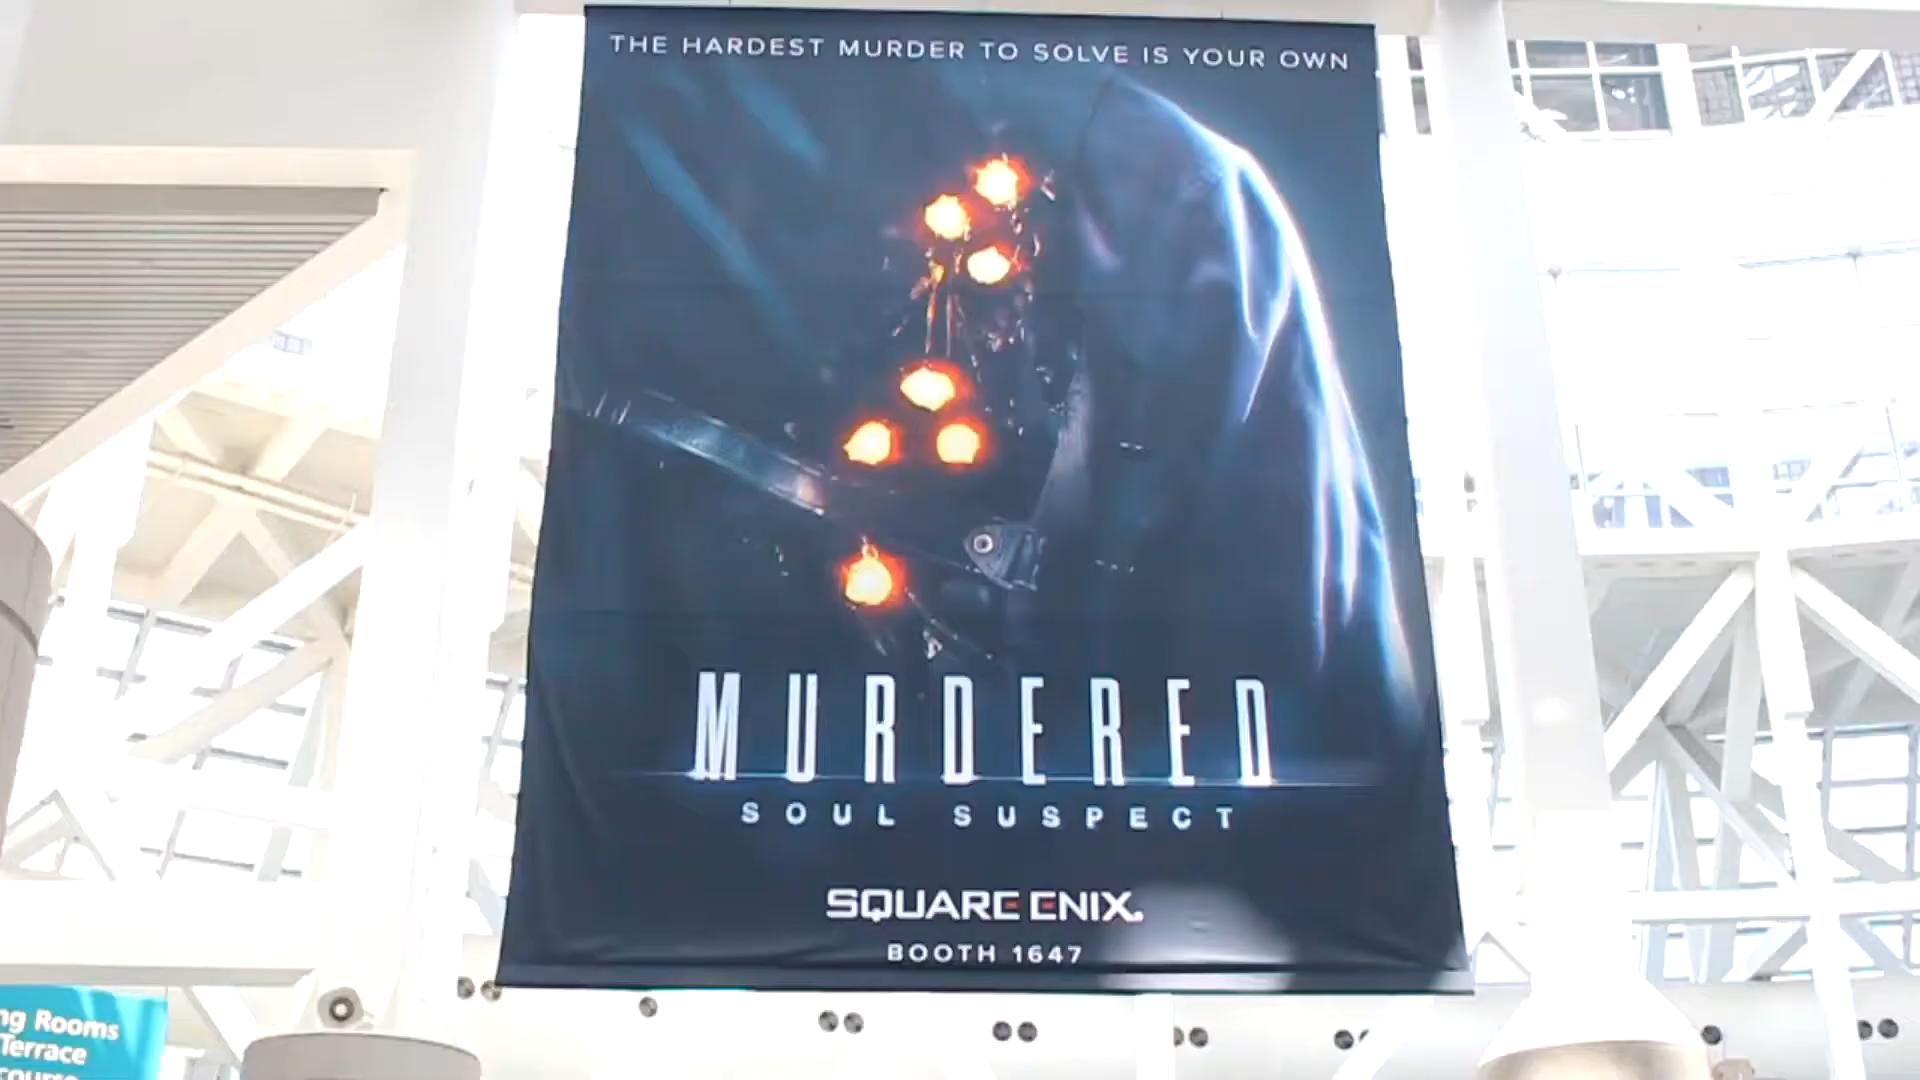 THE HARDEST MURDER TO SOLVE IS YOUR OWN
MURDERED
SOUL SUSPECT
SQUARE ENIX.
BOOTH 1647
Rooms
Terrace